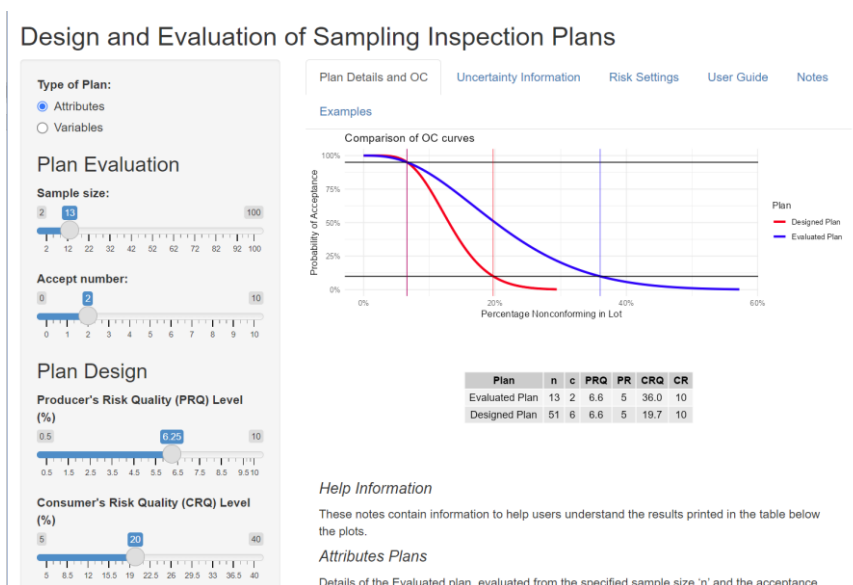 Design and Evaluation of Sampling Inspection Plans
Type of Plan:
Attributes
Variables
Plan Evaluation
Sample size:
2 13 100
2 12 22 32 42 52 62 72 82 92 100
Accept number:
0 2 10
0 1 2 3 4 5 6 7 8 9 10
Plan Design
Producer's Risk Quality (PRQ) Level
(%)
0.5 6.25 10
0.5 1.5 2.5 3.5 4.5 5.5 6.5 7.5 8.5 9.5 10
Consumer's Risk Quality (CRQ) Level
(%)
5 20 40
5 8.5 12 15.5 19 22.5 26 29.5 33 36.5 40
Plan Details and OC Uncertainty Information Risk Settings User Guide Notes
Examples
Comparison of OC curves
100%
75%
50%
25%
0%
Probability of Acceptance
0% 20% 40% 60%
Percentage Nonconforming in Lot
Plan
Designed Plan
Evaluated Plan
Plan n c PRQ PR CRQ CR
Evaluated Plan 13 2 6.6 5 36.0 10
Designed Plan 51 6 6.6 5 19.7 10
Help Information
These notes contain information to help users understand the results printed in the table below
the plots.
Attributes Plans
Details of the Evaluated plan, evaluated from the specified sample size 'n' and the acceptance